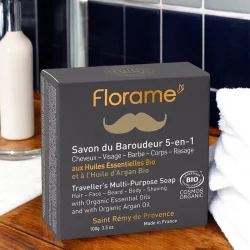 Florame
Savon du Baroudeur 5-en-1
Cheveux - Visage - Barbe - Corps - Rasage
aux Huiles Essentielles Bio
et à l'Huile d'Argan Bio
Traveller's Multi-Purpose Soap
Hair - Face - Beard - Body - Shaving
with Organic Essential Oils
and with Organic Argan Oil
BIO
COSMOS
ORGANIC
Saint Rémy de Provence
100g 3.5 oz. Made in France